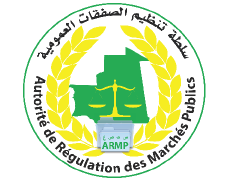 سلطة تنظيم الصفقات العمومية
ARMP
Autorité de Régulation des Marchés Publics